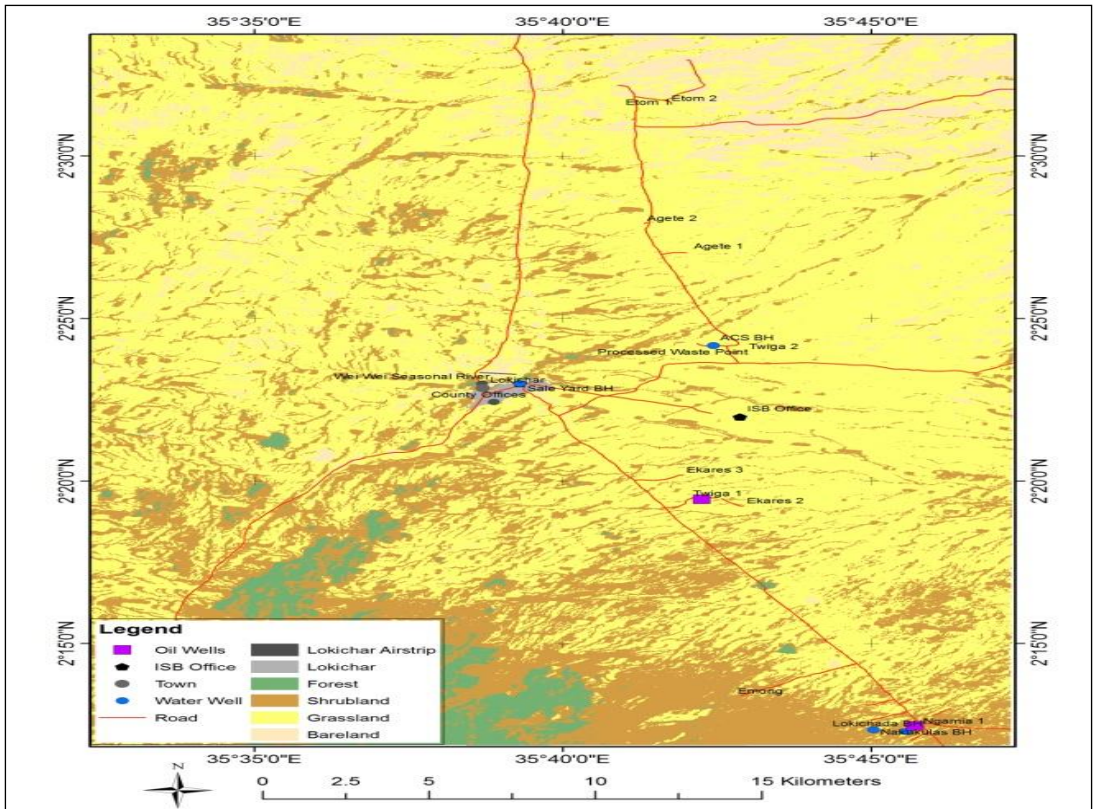 35°35'0"E 35°40'0"E 35°45'0"E
Etom 1 Etom 2
2°30'0"N 2°30'0"N
Agete 2
Agete 1
2°25'0"N 2°25'0"N
ACS BH
Processed Waste Point Twiga 2
Wei Wei Seasonal River Lokichar
County Offices Safe Yard BH
ISB Office
Ekares 3
2°20'0"N 2°20'0"N
Twiga 1 Ekares 2
2°15'0"N 2°15'0"N
Emong
Lokichada BH Ngamia 1
Nakukulas BH
Legend
Oil Wells Lokichar Airstrip
ISB Office Lokichar
Town Forest
Water Well Shrubland
Road Grassland
Bareland
35°35'0"E 35°40'0"E 35°45'0"E
N
0 2.5 5 10 15 Kilometers